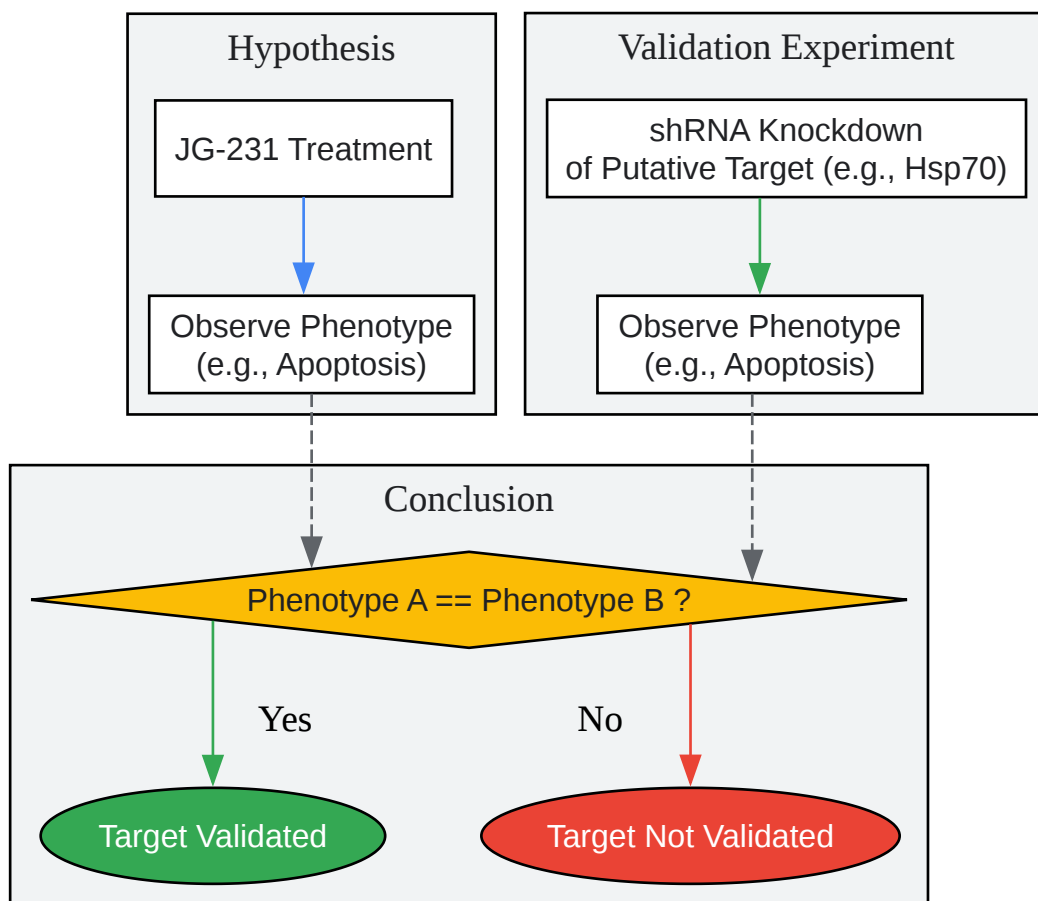 Hypothesis
JG-231 Treatment
Observe Phenotype
(e.g., Apoptosis)
Validation Experiment
shRNA Knockdown
of Putative Target (e.g., Hsp70)
Observe Phenotype
(e.g., Apoptosis)
Conclusion
Phenotype A == Phenotype B ?
Yes
No
Target Validated
Target Not Validated